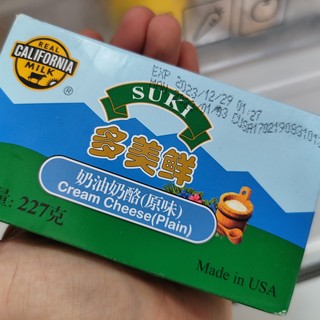 REAL
CALIFORNIA
MILK
®
EXP 2023/12/29 01:27
SUKI
多美鲜
奶油奶酪(原味)
Cream Cheese(Plain)
量: 227克
Made in USA